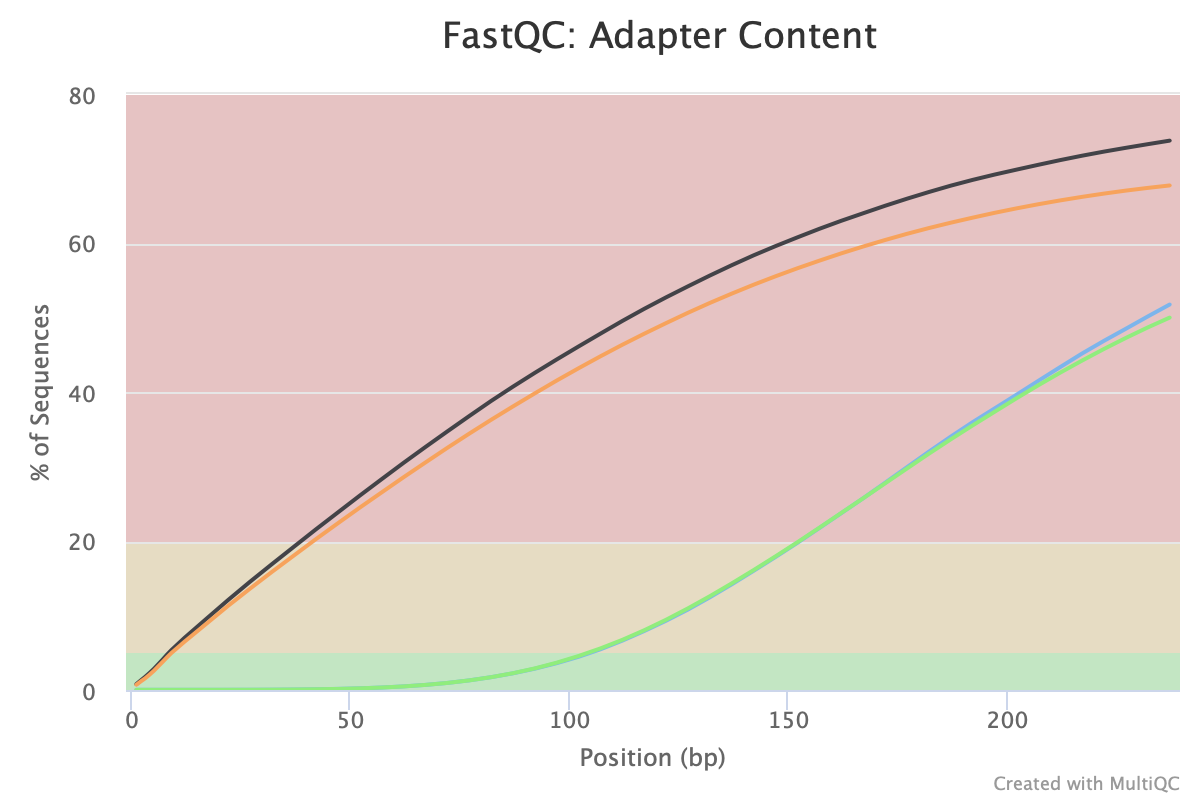 FastQC: Adapter Content
80
60
40
20
0
% of Sequences
0 50 100 150 200
Position (bp)
Created with MultiQC